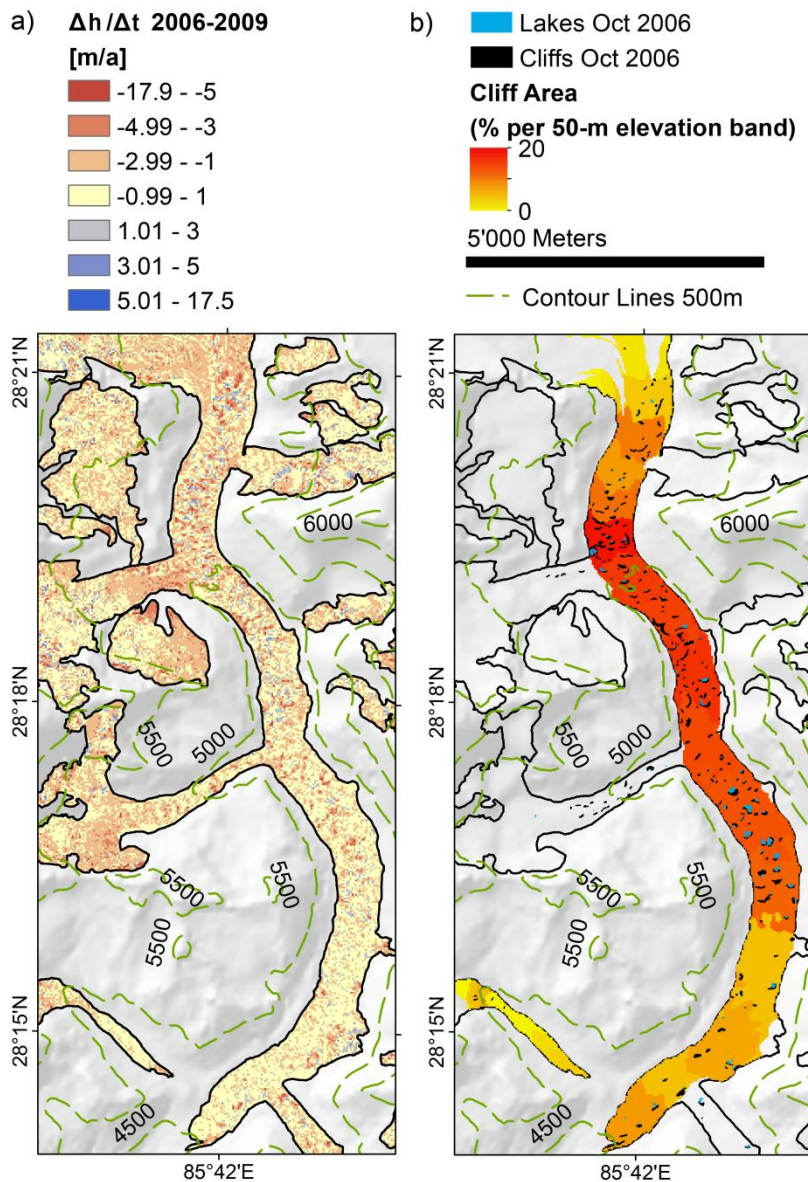 a) Δh/Δt 2006-2009
[m/a]
-17.9 - -5
-4.99 - -3
-2.99 - -1
-0.99 - 1
1.01 - 3
3.01 - 5
5.01 - 17.5
b) Lakes Oct 2006
Cliffs Oct 2006
Cliff Area
(% per 50-m elevation band)
20
0
5'000 Meters
Contour Lines 500m
28°21'N
28°18'N
28°15'N
6000
5500
5000
5500
5500
5500
4500
85°42'E
28°21'N
28°18'N
28°15'N
6000
5500
5000
5500
5500
5500
4500
85°42'E